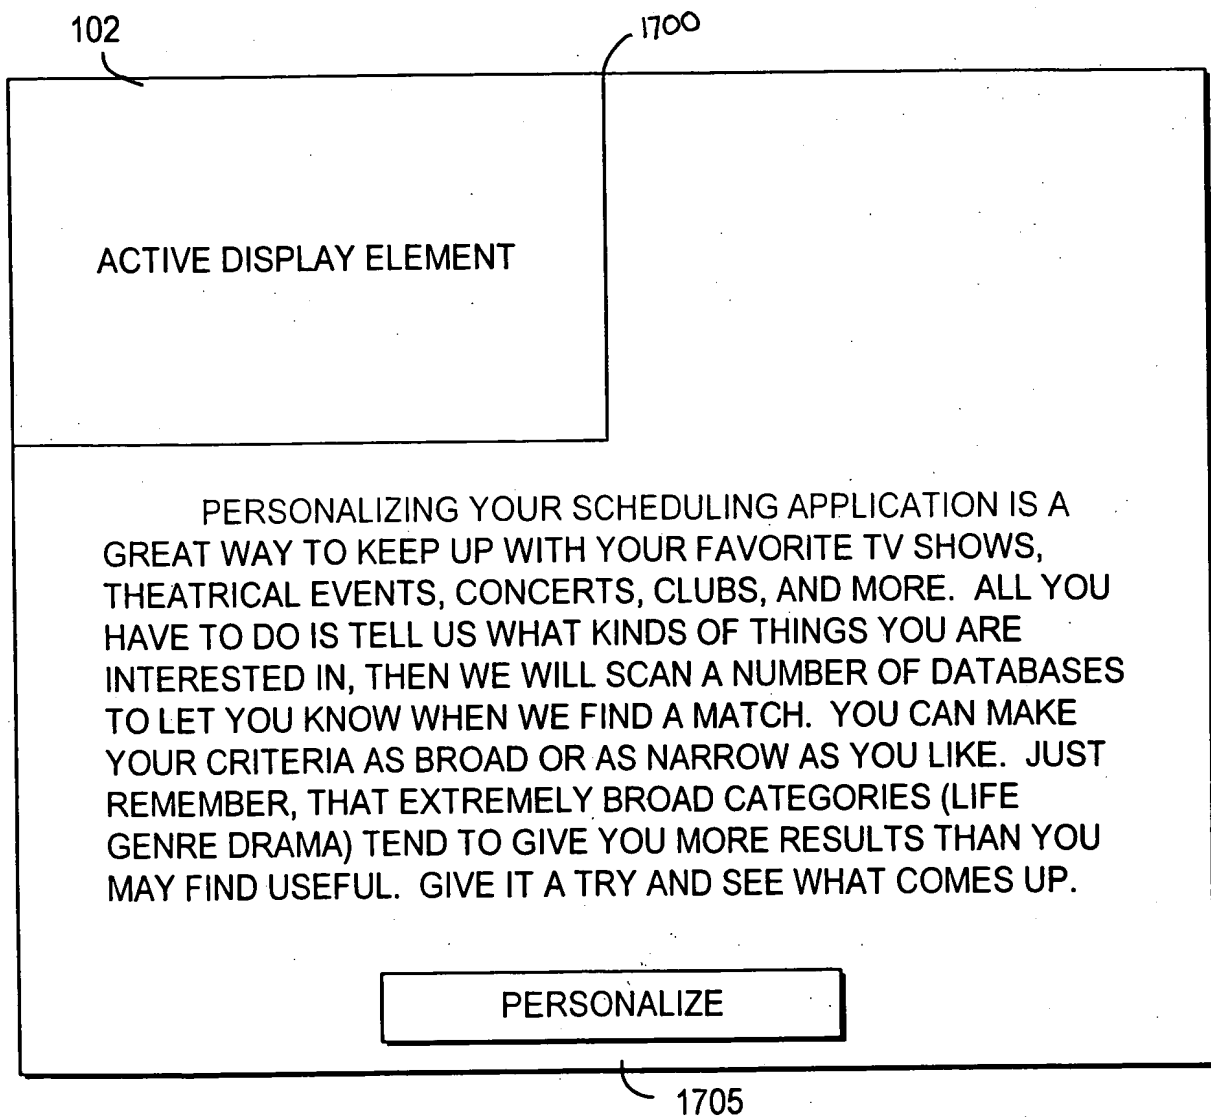 102
1700
ACTIVE DISPLAY ELEMENT
PERSONALIZING YOUR SCHEDULING APPLICATION IS A
GREAT WAY TO KEEP UP WITH YOUR FAVORITE TV SHOWS,
THEATRICAL EVENTS, CONCERTS, CLUBS, AND MORE. ALL YOU
HAVE TO DO IS TELL US WHAT KINDS OF THINGS YOU ARE
INTERESTED IN, THEN WE WILL SCAN A NUMBER OF DATABASES
TO LET YOU KNOW WHEN WE FIND A MATCH. YOU CAN MAKE
YOUR CRITERIA AS BROAD OR AS NARROW AS YOU LIKE. JUST
REMEMBER, THAT EXTREMELY BROAD CATEGORIES (LIFE
GENRE DRAMA) TEND TO GIVE YOU MORE RESULTS THAN YOU
MAY FIND USEFUL. GIVE IT A TRY AND SEE WHAT COMES UP.
PERSONALIZE
1705